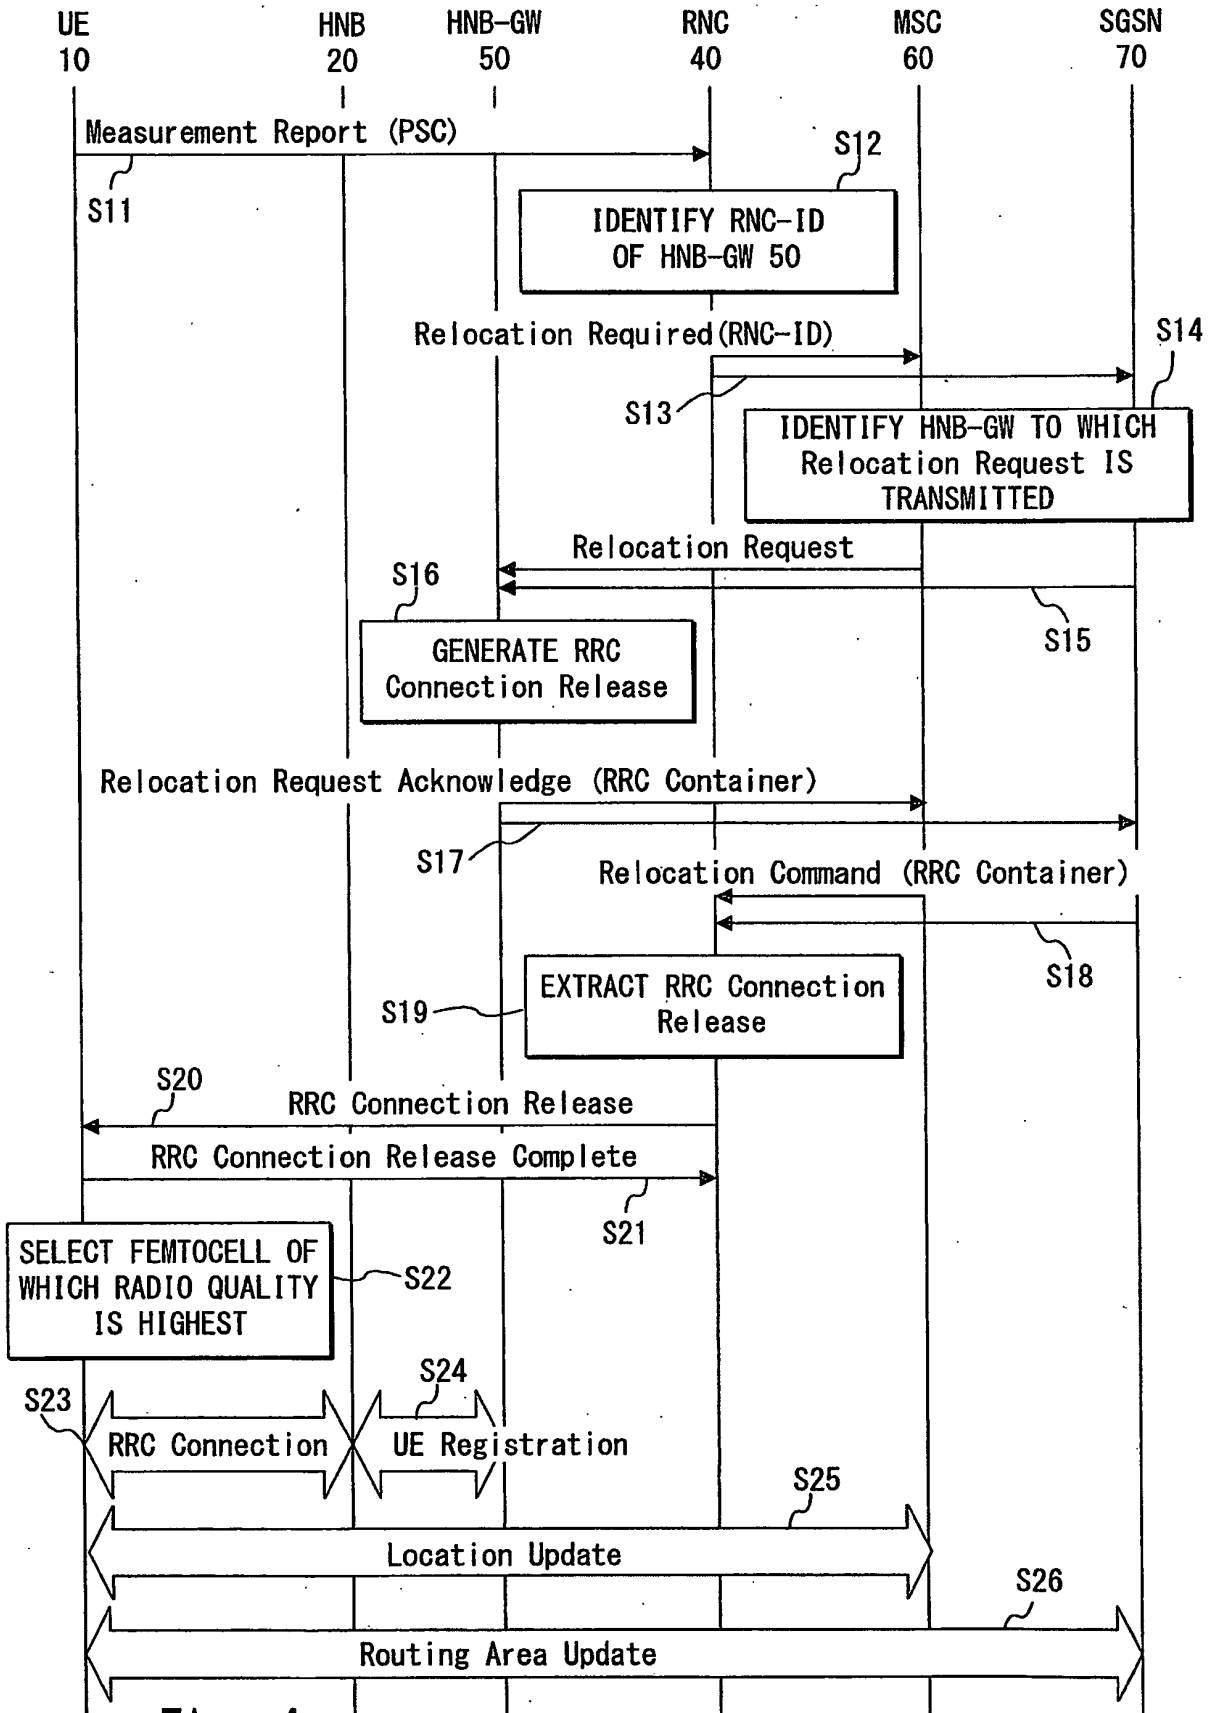 UE HNB HNB-GW RNC MSC SGSN
10 20 50 40 60 70
Measurement Report (PSC)
S11
S12
IDENTIFY RNC-ID
OF HNB-GW 50
Relocation Required(RNC-ID)
S13
S14
IDENTIFY HNB-GW TO WHICH
Relocation Request IS
TRANSMITTED
Relocation Request
S15
S16
GENERATE RRC
Connection Release
Relocation Request Acknowledge (RRC Container)
S17
Relocation Command (RRC Container)
S18
S19
EXTRACT RRC Connection
Release
S20
RRC Connection Release
RRC Connection Release Complete
S21
SELECT FEMTOCELL OF
WHICH RADIO QUALITY
IS HIGHEST
S22
S23
S24
RRC Connection
UE Registration
S25
Location Update
S26
Routing Area Update